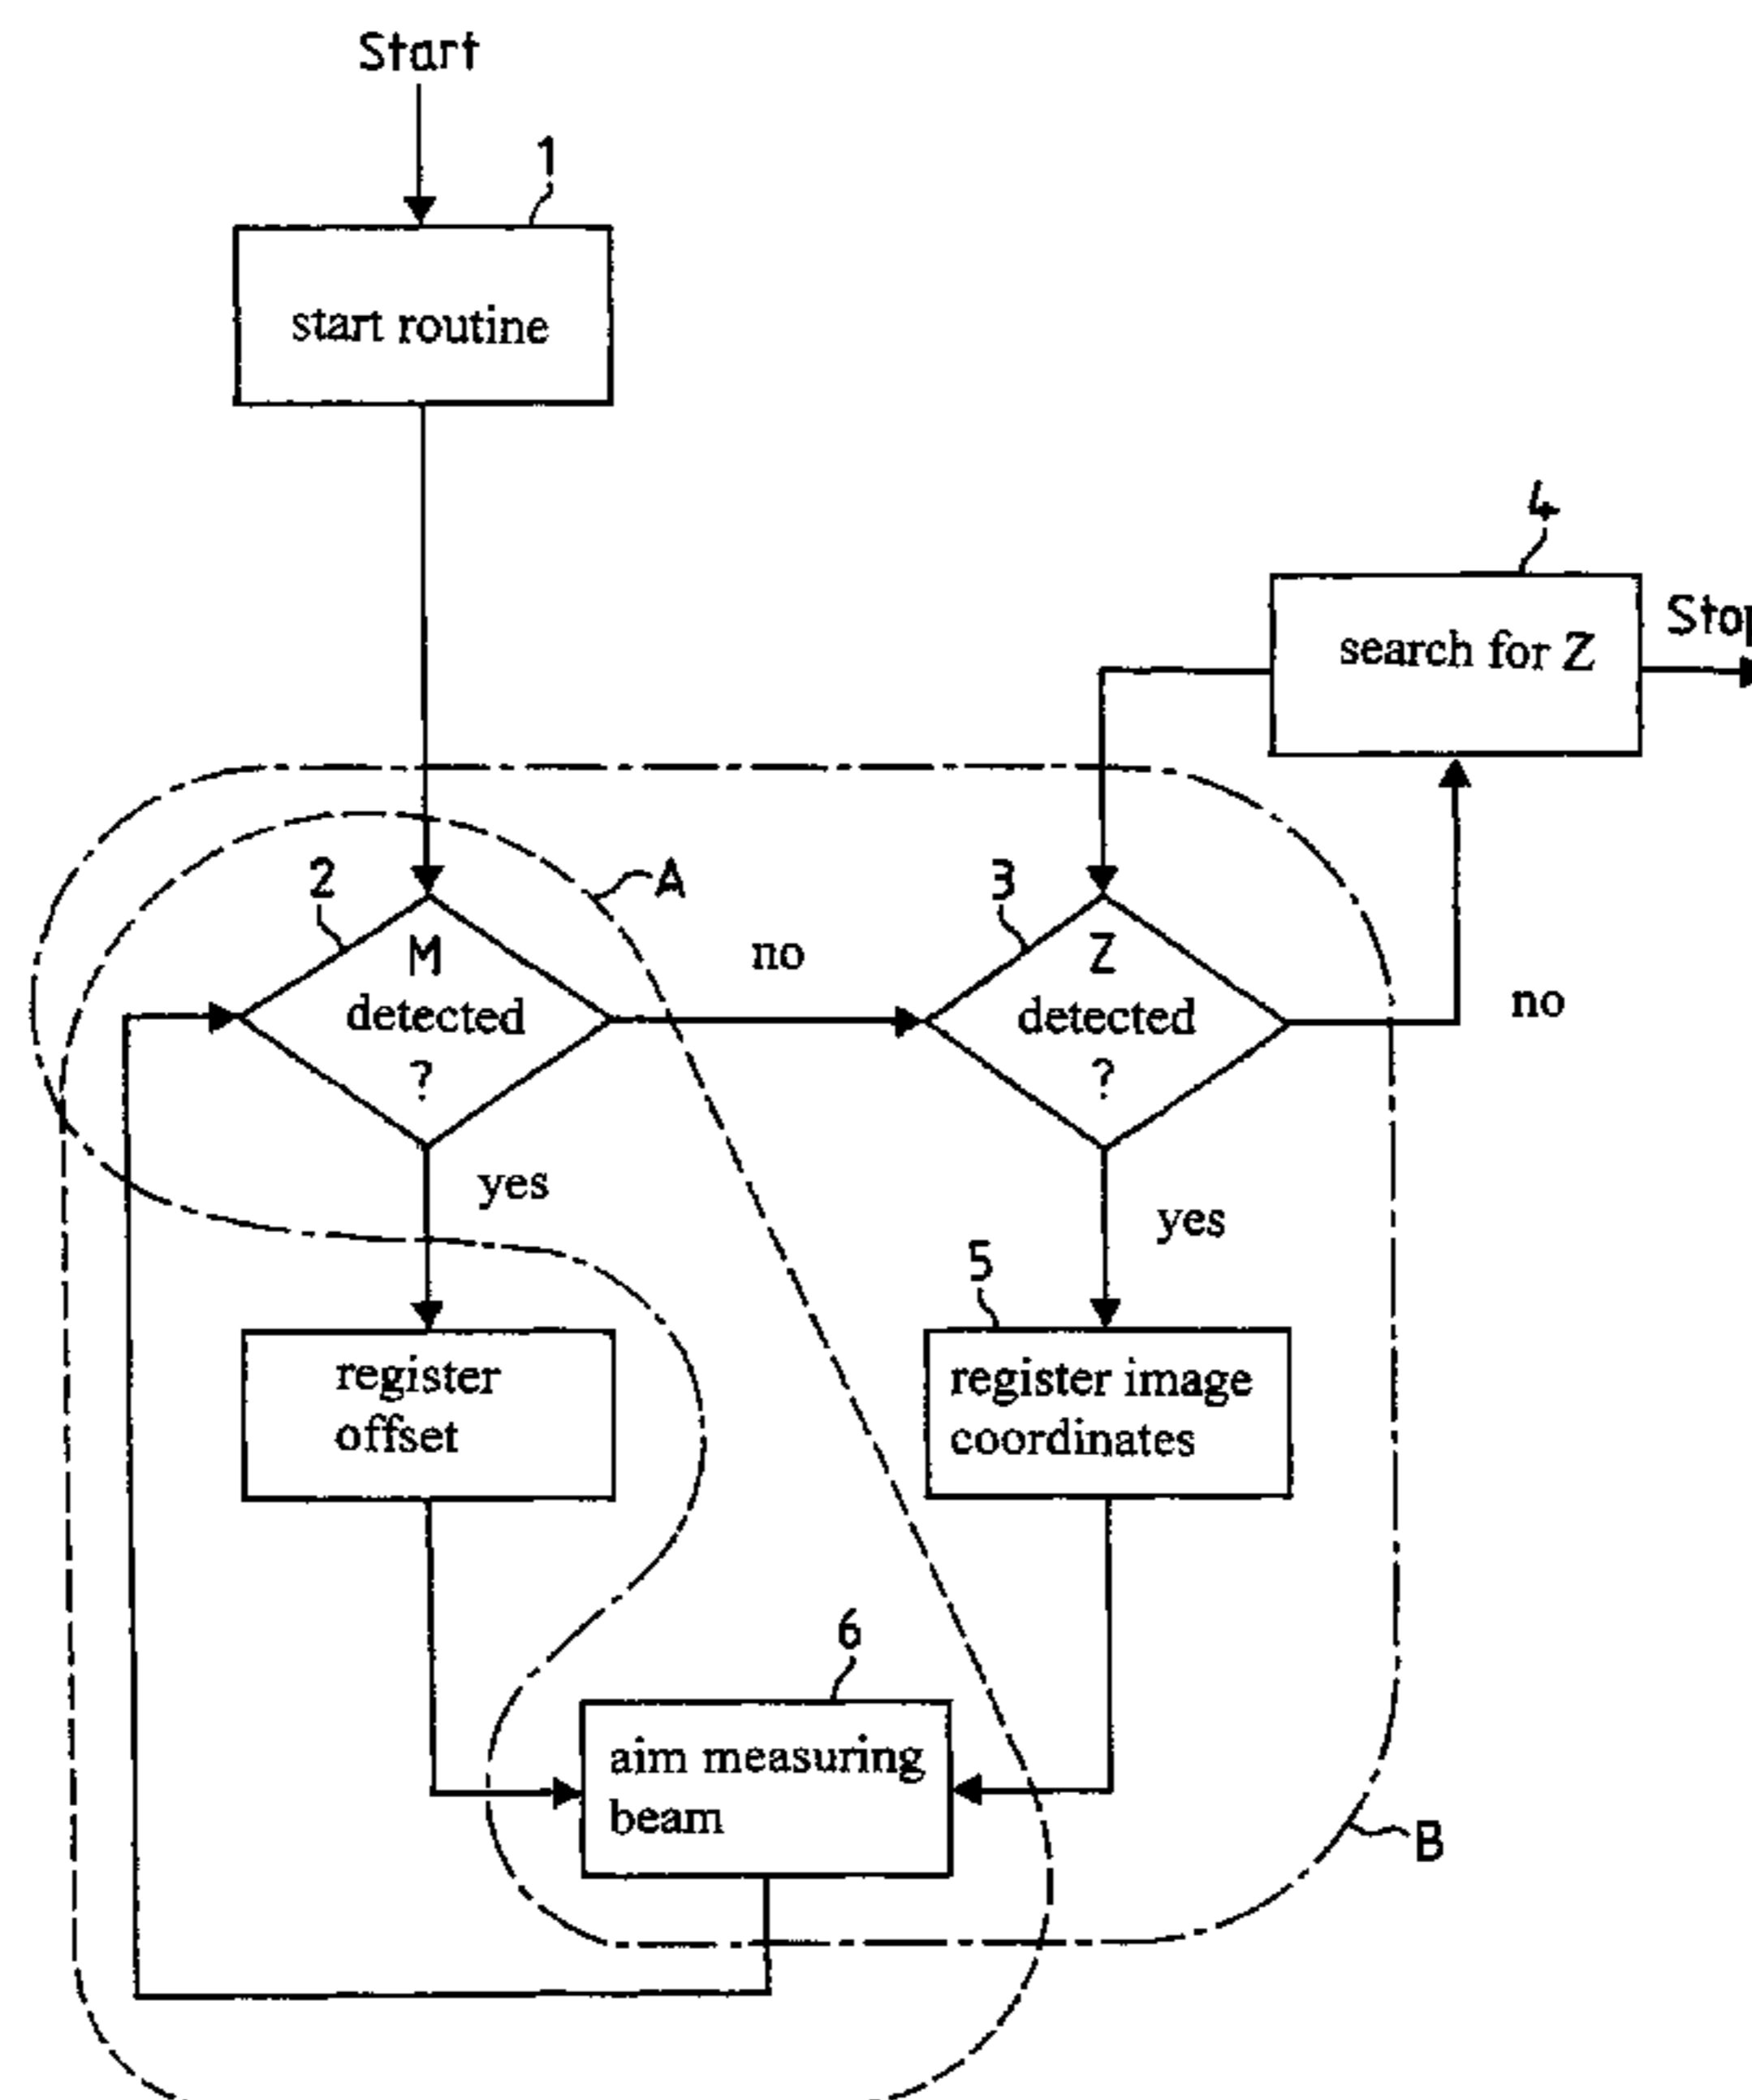 Start
1
start routine
4
search for Z
Stop
2
A
3
M
detected
?
no
Z
detected
?
no
yes
yes
5
register
offset
register image
coordinates
6
aim measuring
beam
B